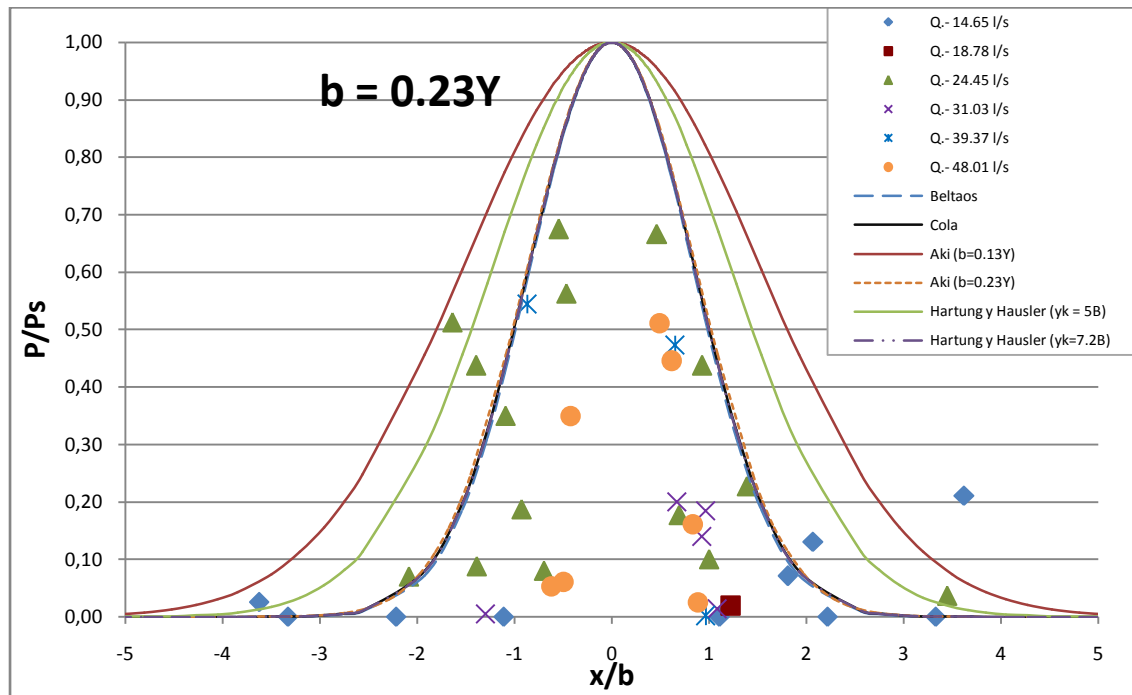 b = 0.23Y
P/Ps
1,00
0,90
0,80
0,70
0,60
0,50
0,40
0,30
0,20
0,10
0,00
-5 -4 -3 -2 -1 0 1 2 3 4 5
x/b
Q.- 14.65 l/s
Q.- 18.78 l/s
Q.- 24.45 l/s
Q.- 31.03 l/s
Q.- 39.37 l/s
Q.- 48.01 l/s
Beltaos
Cola
Aki (b=0.13Y)
Aki (b=0.23Y)
Hartung y Hausler (yk = 5B)
Hartung y Hausler (yk=7.2B)